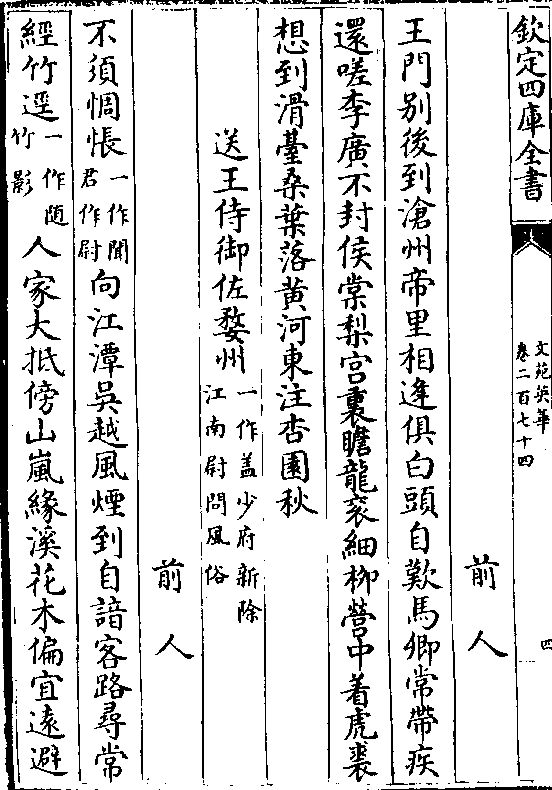 欽定四庫全書
文苑英華
卷二百七十四
四
前人
王門别後到滄州帝里相逢俱白頭自歎馬卿常帶疾
還嗟李廣不封侯棠梨宮裏瞻龍衮細柳營中着虎裘
想到滑臺桑葉落黄河東注杏園秋
送王侍御佐婺州一作盖少府新除
江南尉問風俗
前人
不須惆悵一作聞
君作尉向江潭吳越風煙到自諳客路尋常
經竹逕一作随
竹影人家大抵傍山嵐緣溪花木偏宜逺避